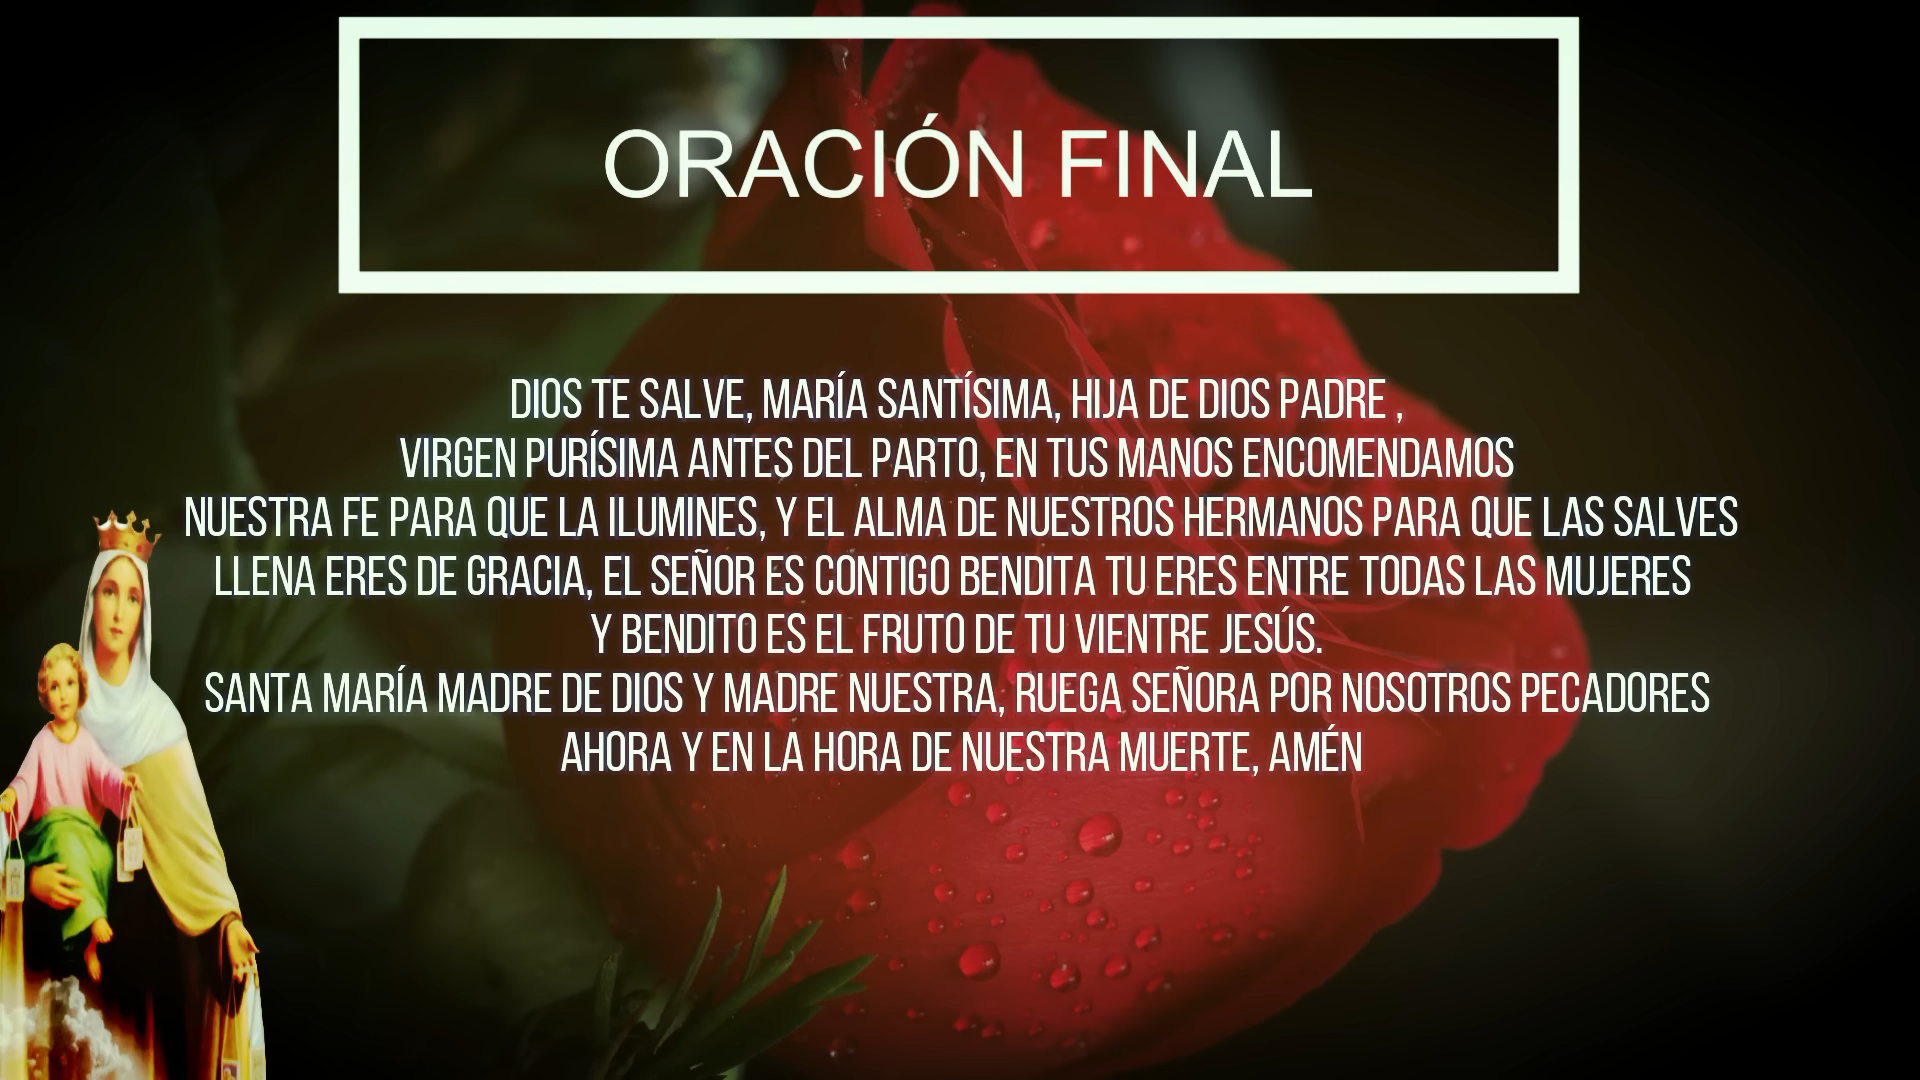 ORACIÓN FINAL
DIOS TE SALVE, MARÍA SANTÍSIMA, HIJA DE DIOS PADRE ,
VIRGEN PURÍSIMA ANTES DEL PARTO, EN TUS MANOS ENCOMENDAMOS
NUESTRA FE PARA QUE LA ILUMINES, Y EL ALMA DE NUESTROS HERMANOS PARA QUE LAS SALVES
LLENA ERES DE GRACIA, EL SEÑOR ES CONTIGO BENDITA TU ERES ENTRE TODAS LAS MUJERES
Y BENDITO ES EL FRUTO DE TU VIENTRE JESÚS.
SANTA MARÍA MADRE DE DIOS Y MADRE NUESTRA, RUEGA SEÑORA POR NOSOTROS PECADORES
AHORA Y EN LA HORA DE NUESTRA MUERTE, AMÉN